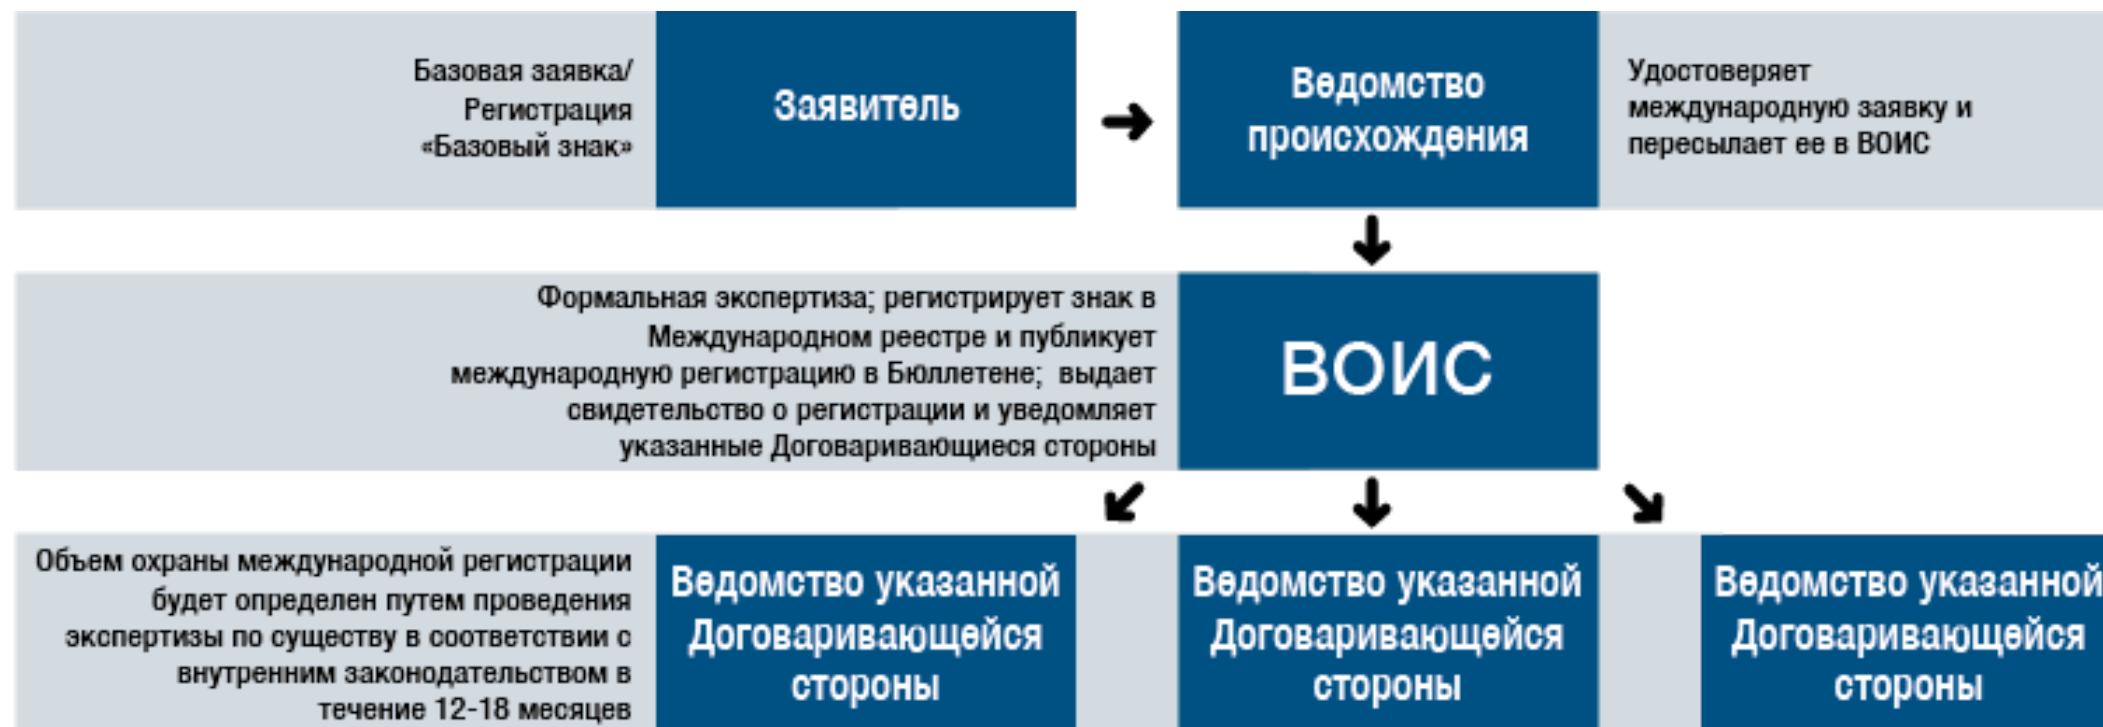 Базовая заявка/
Регистрация
«Базовый знак»
Заявитель
Ведомство
происхождения
Удостоверяет
международную заявку и
пересылает ее в ВОИС
Формальная экспертиза; регистрирует знак в
Международном реестре и публикует
международную регистрацию в Бюллетене; выдает
свидетельство о регистрации и уведомляет
указанные Договаривающиеся стороны
ВОИС
Объем охраны международной регистрации
будет определен путем проведения
экспертизы по существу в соответствии с
внутренним законодательством в
течение 12-18 месяцев
Ведомство указанной
Договаривающейся
стороны
Ведомство указанной
Договаривающейся
стороны
Ведомство указанной
Договаривающейся
стороны